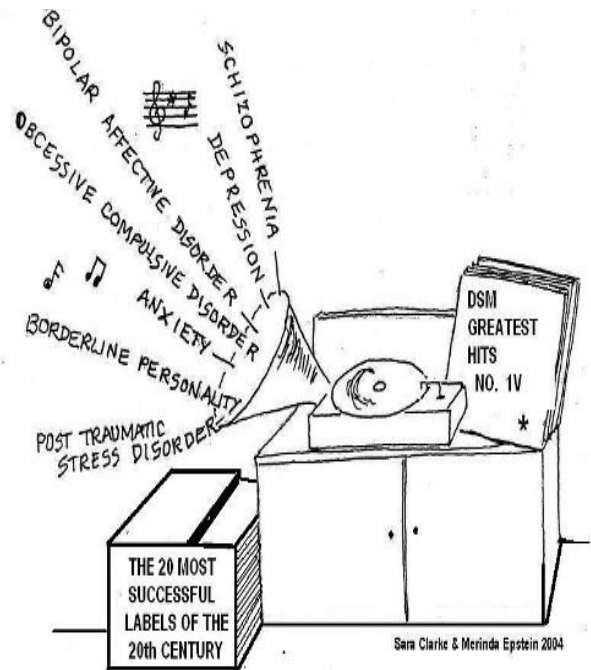 BIPOLAR AFFECTIVE DISORDER
SCHIZOPHRENIA
DEPRESSION
OBCESSIVE COMPULSIVE DISORDER
ANXIETY
BORDERLINE PERSONALITY
POST TRAUMATIC
STRESS DISORDER
DSM
GREATEST
HITS
NO. 1V
*
THE 20 MOST
SUCCESSFUL
LABELS OF THE
20th CENTURY
Sara Clarke & Merinda Epstein 2004